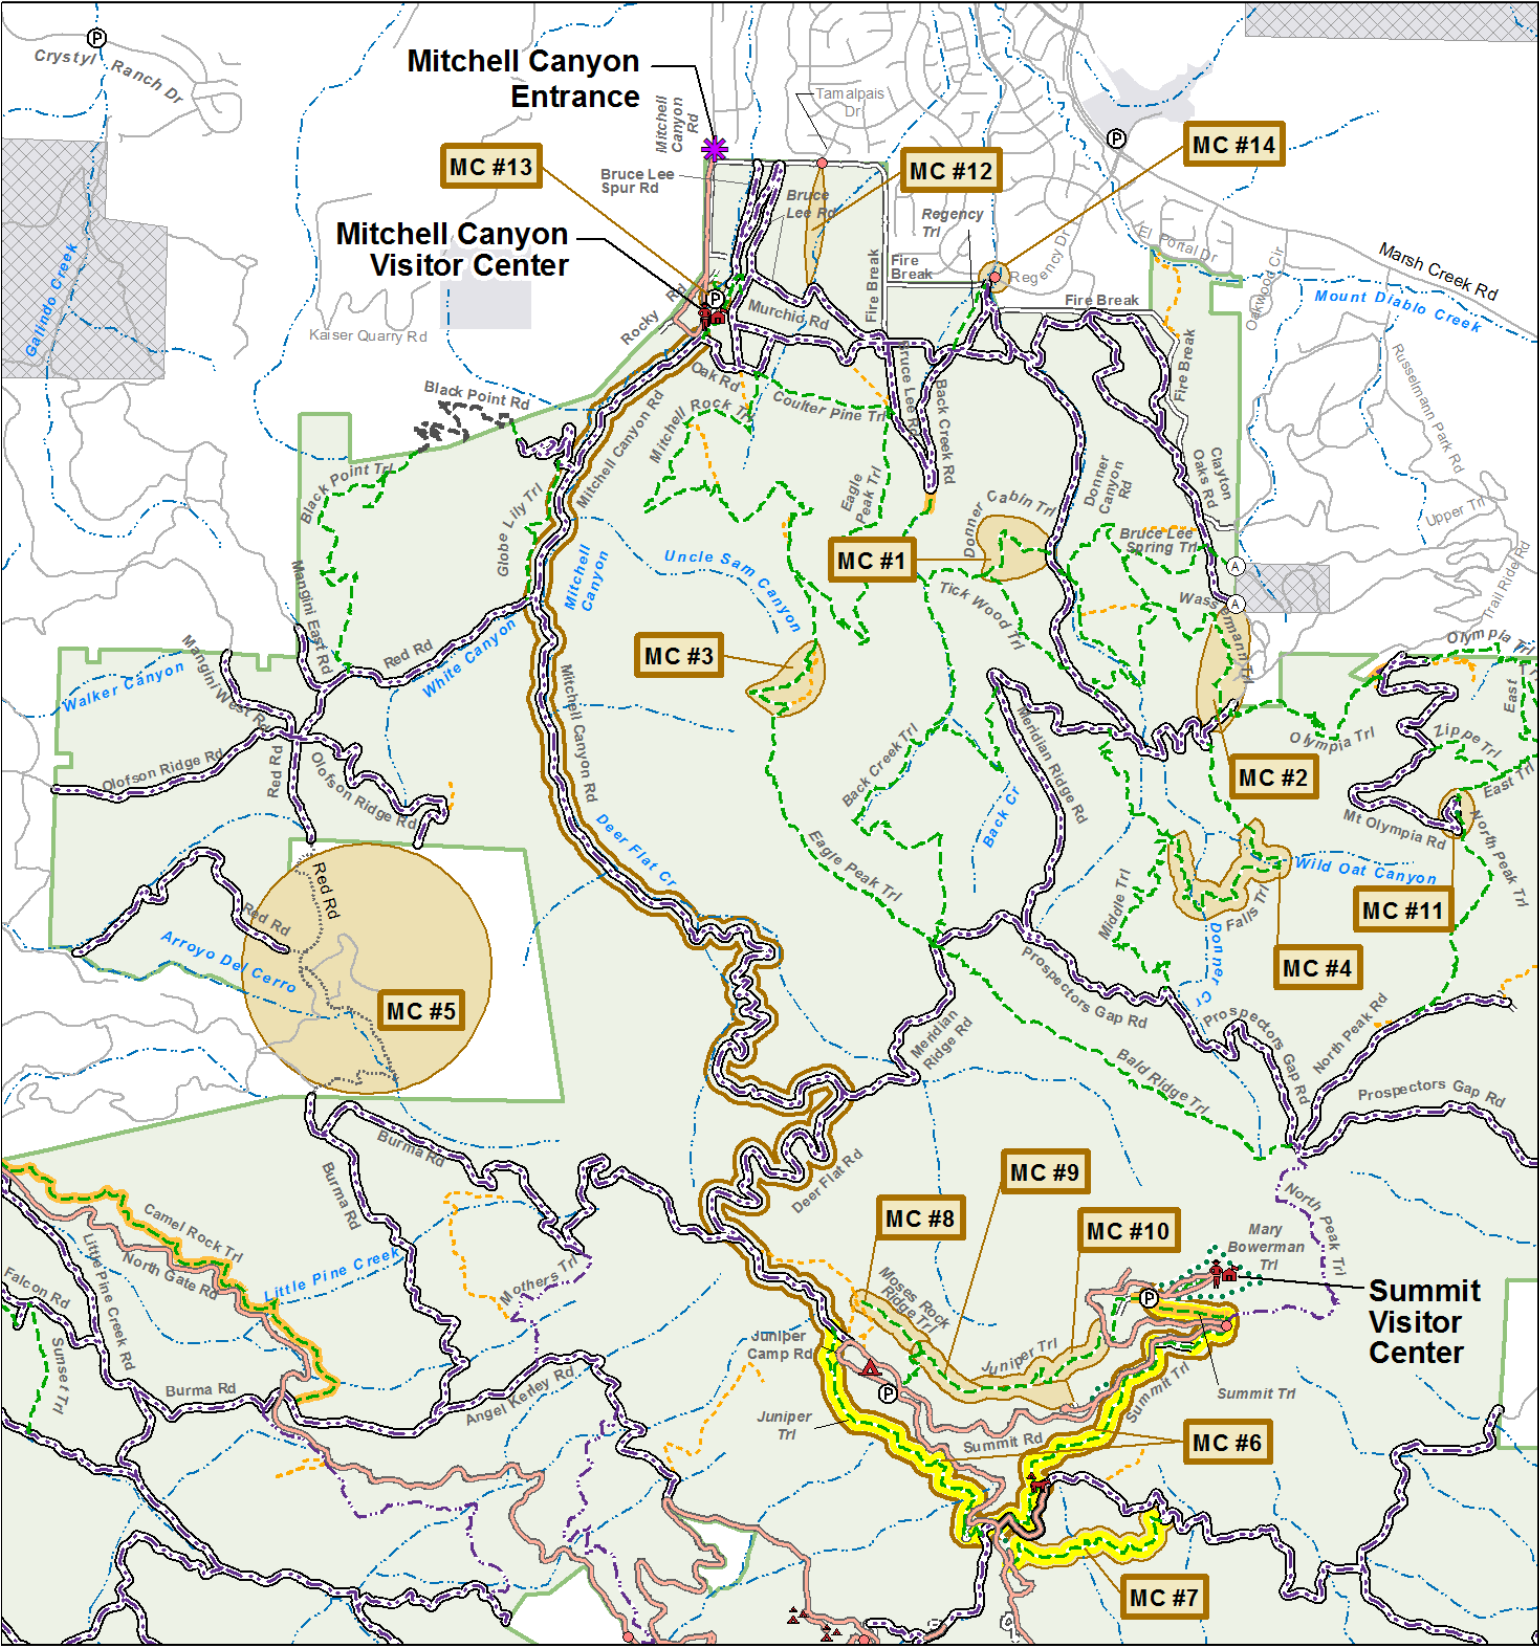 Mitchell Canyon
Entrance
MC #13
MC #12
MC #14
Mitchell Canyon
Visitor Center
Crystyl Ranch Dr
P
Mitchell
Canyon
Rd
Tamalpais
Dr
P
Bruce Lee
Spur Rd
Bruce
Lee Rd
Regency
Trl
El Portal Dr
Marsh Creek Rd
Oakwood Cir
Mount Diablo Creek
Galindo Creek
Fire Break
Fire
Break
Regency Dr
Fire Break
Kaiser Quarry Rd
Rocky Rd
P
Murchio Rd
Fire Break
Russelmann Park Rd
Black Point Rd
Oak Rd
Mitchell Rock Trl
Coulter Pine Trl
Bruce Lee Rd
Back Creek Rd
Mitchell Canyon Rd
Black Point Trl
Globe Lily Trl
Eagle
Peak Trl
Donner
Canyon
Rd
Clayton
Oaks Rd
Upper Trl
Trail Ride Rd
Donner Cabin Trl
Bruce Lee
Spring Trl
MC #1
A
A
Mitchell
Canyon
Uncle Sam Canyon
Tick Wood Trl
Wassermann Trl
Mangini East Rd
Red Rd
White Canyon
Mangini West Rd
Walker Canyon
MC #3
Olympia Trl
East
Mitchell Canyon Rd
Meridian Ridge Rd
Olympia Trl
Zippe Trl
East Trl
MC #2
Olofson Ridge Rd
Red Rd
Olofson Ridge Rd
Back Creek Trl
Back Cr
Mt Olympia Rd
North Peak Trl
Deer Flat Cr
Eagle Peak Trl
Wild Oat Canyon
Middle Trl
Falls Trl
MC #11
Red Rd
Red Rd
Arroyo Del Cerro
MC #5
Donner Cr
MC #4
Prospectors Gap Rd
Prospectors Gap Rd
North Peak Rd
Meridian
Ridge Rd
Bald Ridge Trl
Prospectors Gap Rd
Burma Rd
Burma Rd
Deer Flat Rd
MC #9
MC #8
MC #10
North Peak Trl
Mary
Bowerman
Trl
Camel Rock Trl
North Gate Rd
Little Pine Creek
Little Pine Creek Rd
Mothers Trl
Falcon Rd
Sunset Trl
Moses Rock
Ridge Trl
P
Summit
Visitor
Center
Juniper
Camp Rd
Juniper Trl
P
Summit Trl
Summit Trl
Burma Rd
Angel Kerley Rd
Juniper
Trl
Summit Rd
MC #6
MC #7